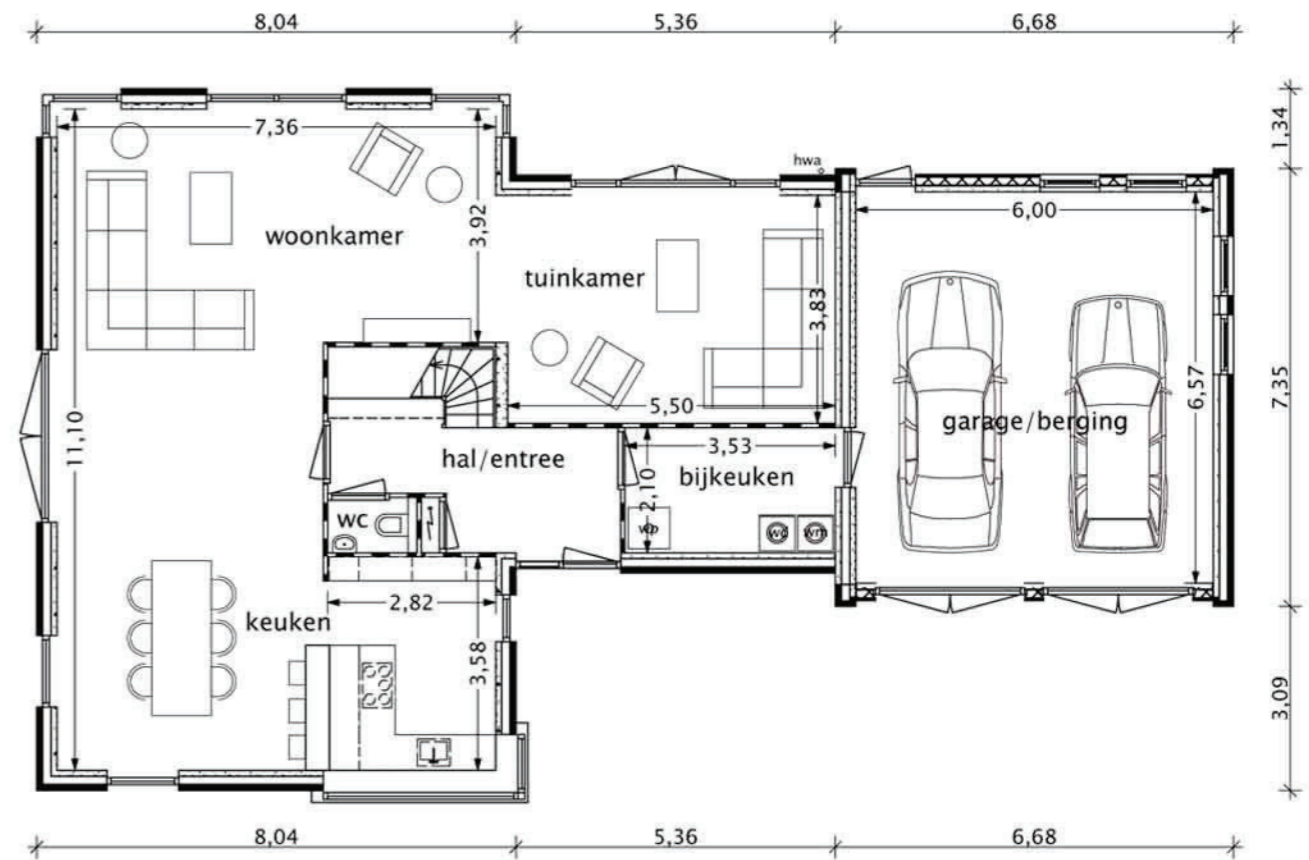 8,04 5,36 6,68
7,36
1,34
hwa
6,00
woonkamer
3,92
tuinkamer
3,83
11,10
5,50
6,57
7,35
garage/berging
hal/entree
3,53
bijkeuken
2,10
wc
wp
wd wm
2,82
keuken
3,58
3,09
8,04 5,36 6,68